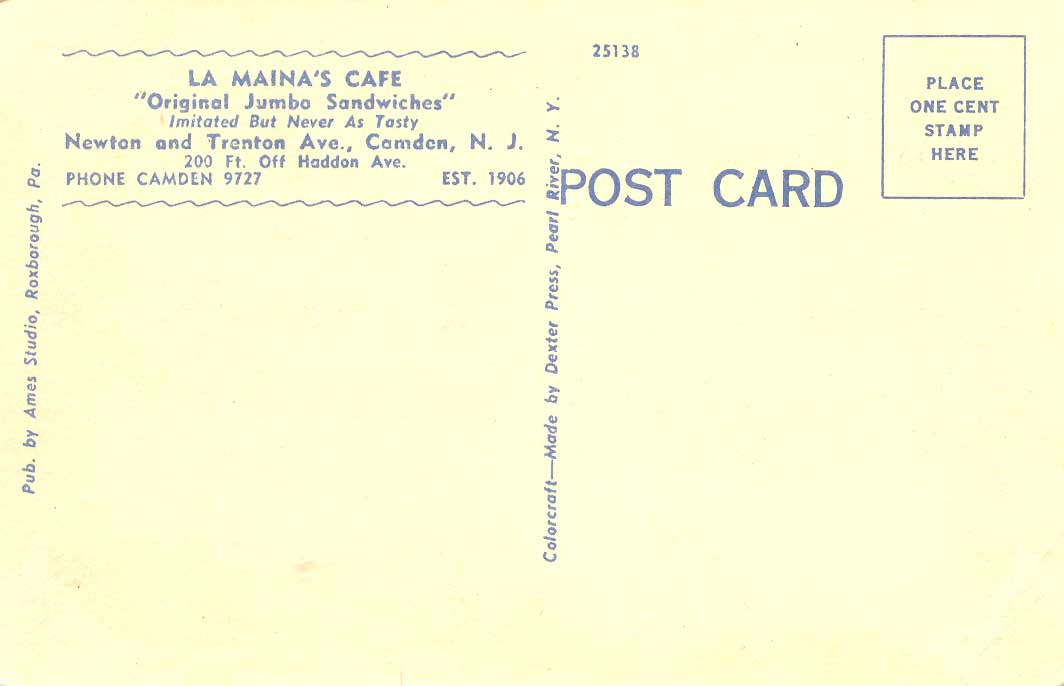 LA MAINA'S CAFE
"Original Jumbo Sandwiches"
Imitated But Never As Tasty
Newton and Trenton Ave., Camden, N. J.
200 Ft. Off Haddon Ave.
PHONE CAMDEN 9727 EST. 1906
Pub. by Ames Studio, Roxborough, Pa.
25138
Colorcraft—Made by Dexter Press, Pearl River, N. Y.
POST CARD
PLACE
ONE CENT
STAMP
HERE